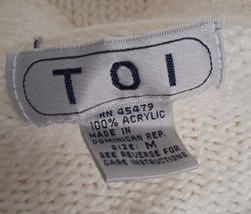 TOI
RN 45479
100% ACRYLIC
MADE IN
DOMINICAN REP.
SIZE: M
SEE REVERSE FOR
CARE INSTRUCTIONS